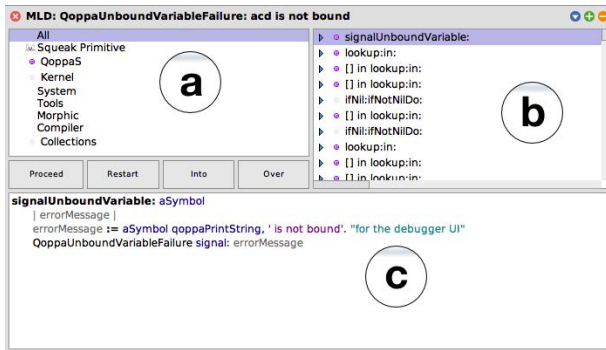 MLD: QoppaUnboundVariableFailure: acd is not bound
All
Squeak Primitive
QoppaS
Kernel
System
Tools
Morphic
Compiler
Collections
a
signalUnboundVariable:
lookup:in:
[] in lookup:in:
[] in lookup:in:
ifNil:ifNotNilDo:
[] in lookup:in:
ifNil:ifNotNilDo:
lookup:in:
[] in lookup:in:
[] in lookup:in:
b
Proceed
Restart
Into
Over
signalUnboundVariable: aSymbol
| errorMessage |
errorMessage := aSymbol qoppaPrintString, ' is not bound'. "for the debugger UI"
QoppaUnboundVariableFailure signal: errorMessage
c